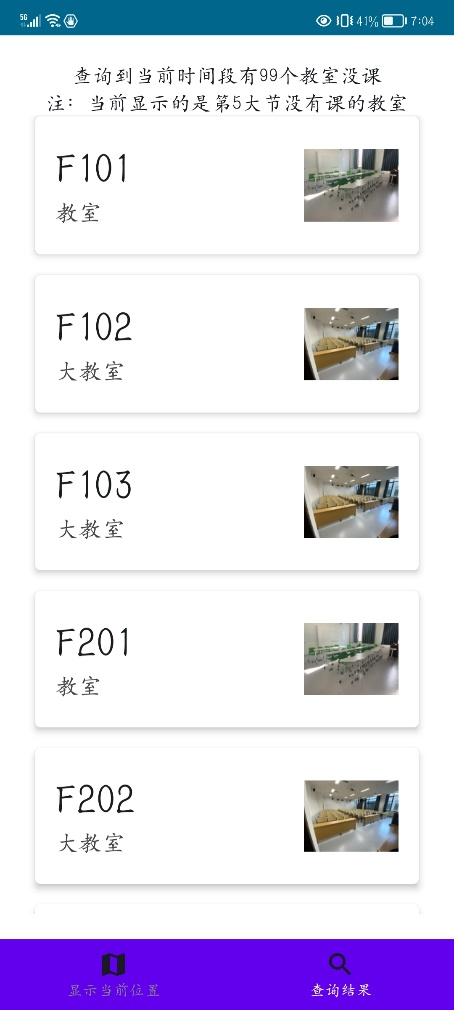 5G
41%
7:04
查询到当前时间段有99个教室没课
注：当前显示的是第5大节没有课的教室
F101
教室
F102
大教室
F103
大教室
F201
教室
F202
大教室
显示当前位置
查询结果